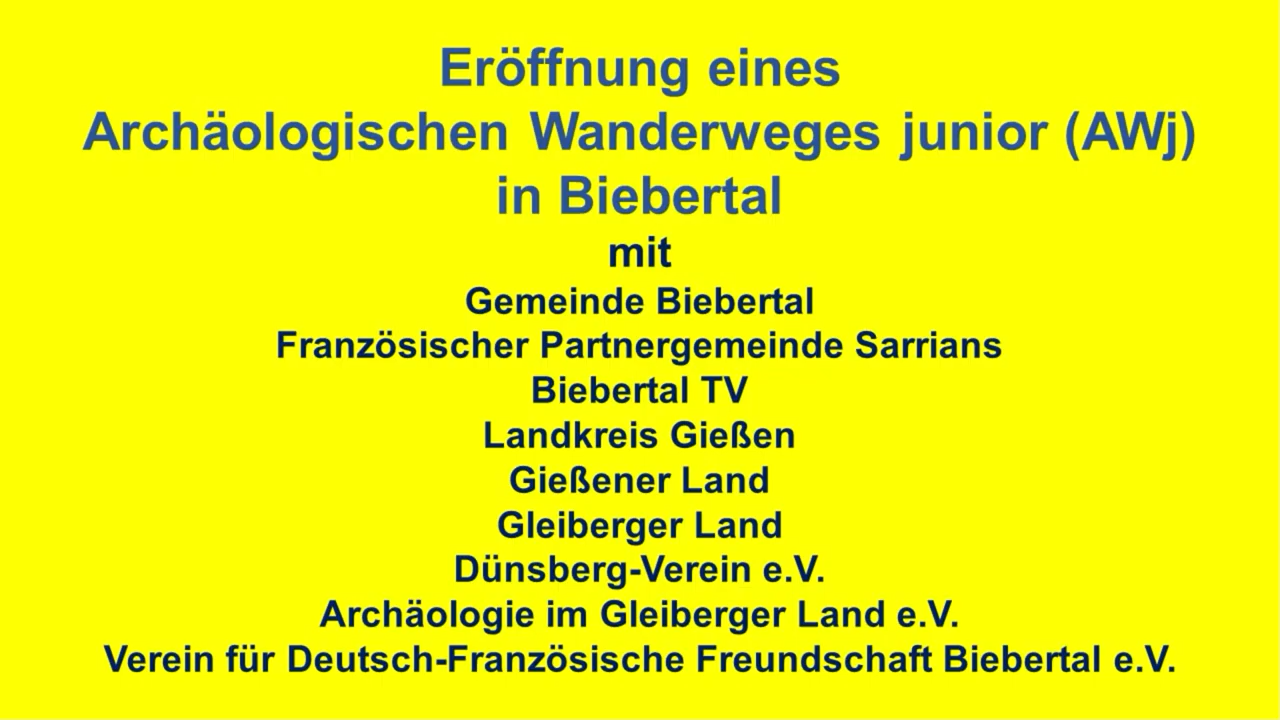 Eröffnung eines
Archäologischen Wanderweges junior (AWj)
in Biebertal
mit
Gemeinde Biebertal
Französischer Partnergemeinde Sarrians
Biebertal TV
Landkreis Gießen
Gießener Land
Gleiberger Land
Dünsberg-Verein e.V.
Archäologie im Gleiberger Land e.V.
Verein für Deutsch-Französische Freundschaft Biebertal e.V.